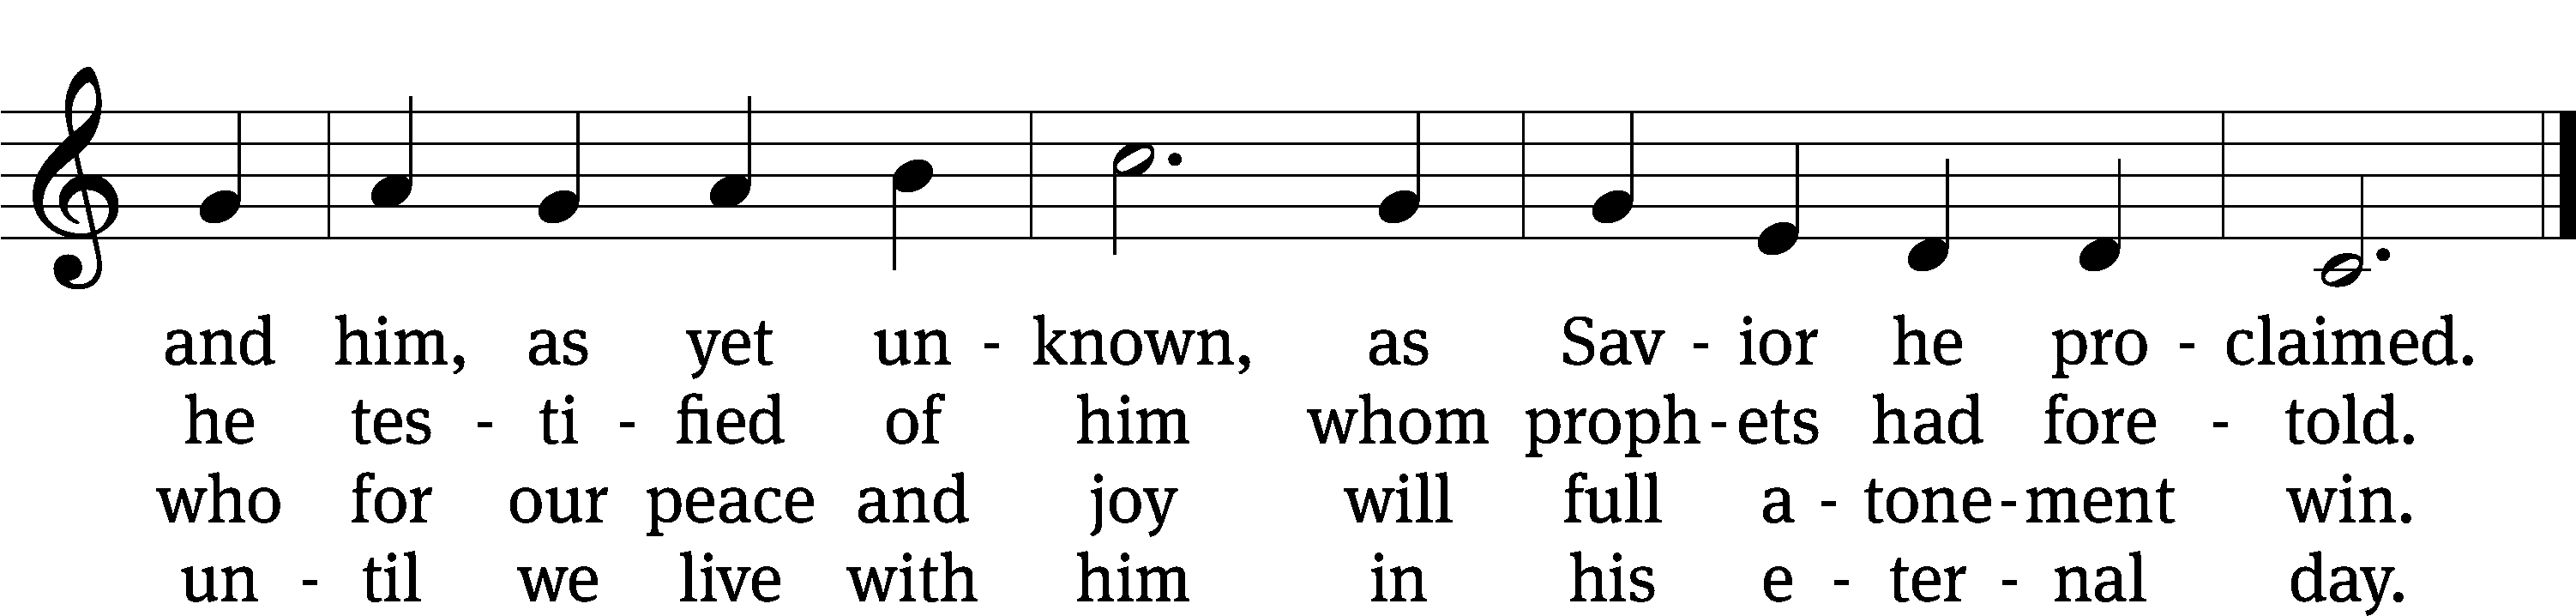 and him, as yet un - known, as Sav - ior he pro - claimed.
he tes - ti - fied of him whom proph - ets had fore - told.
who for our peace and joy will full a - tone - ment win.
un - til we live with him in his e - ter - nal day.